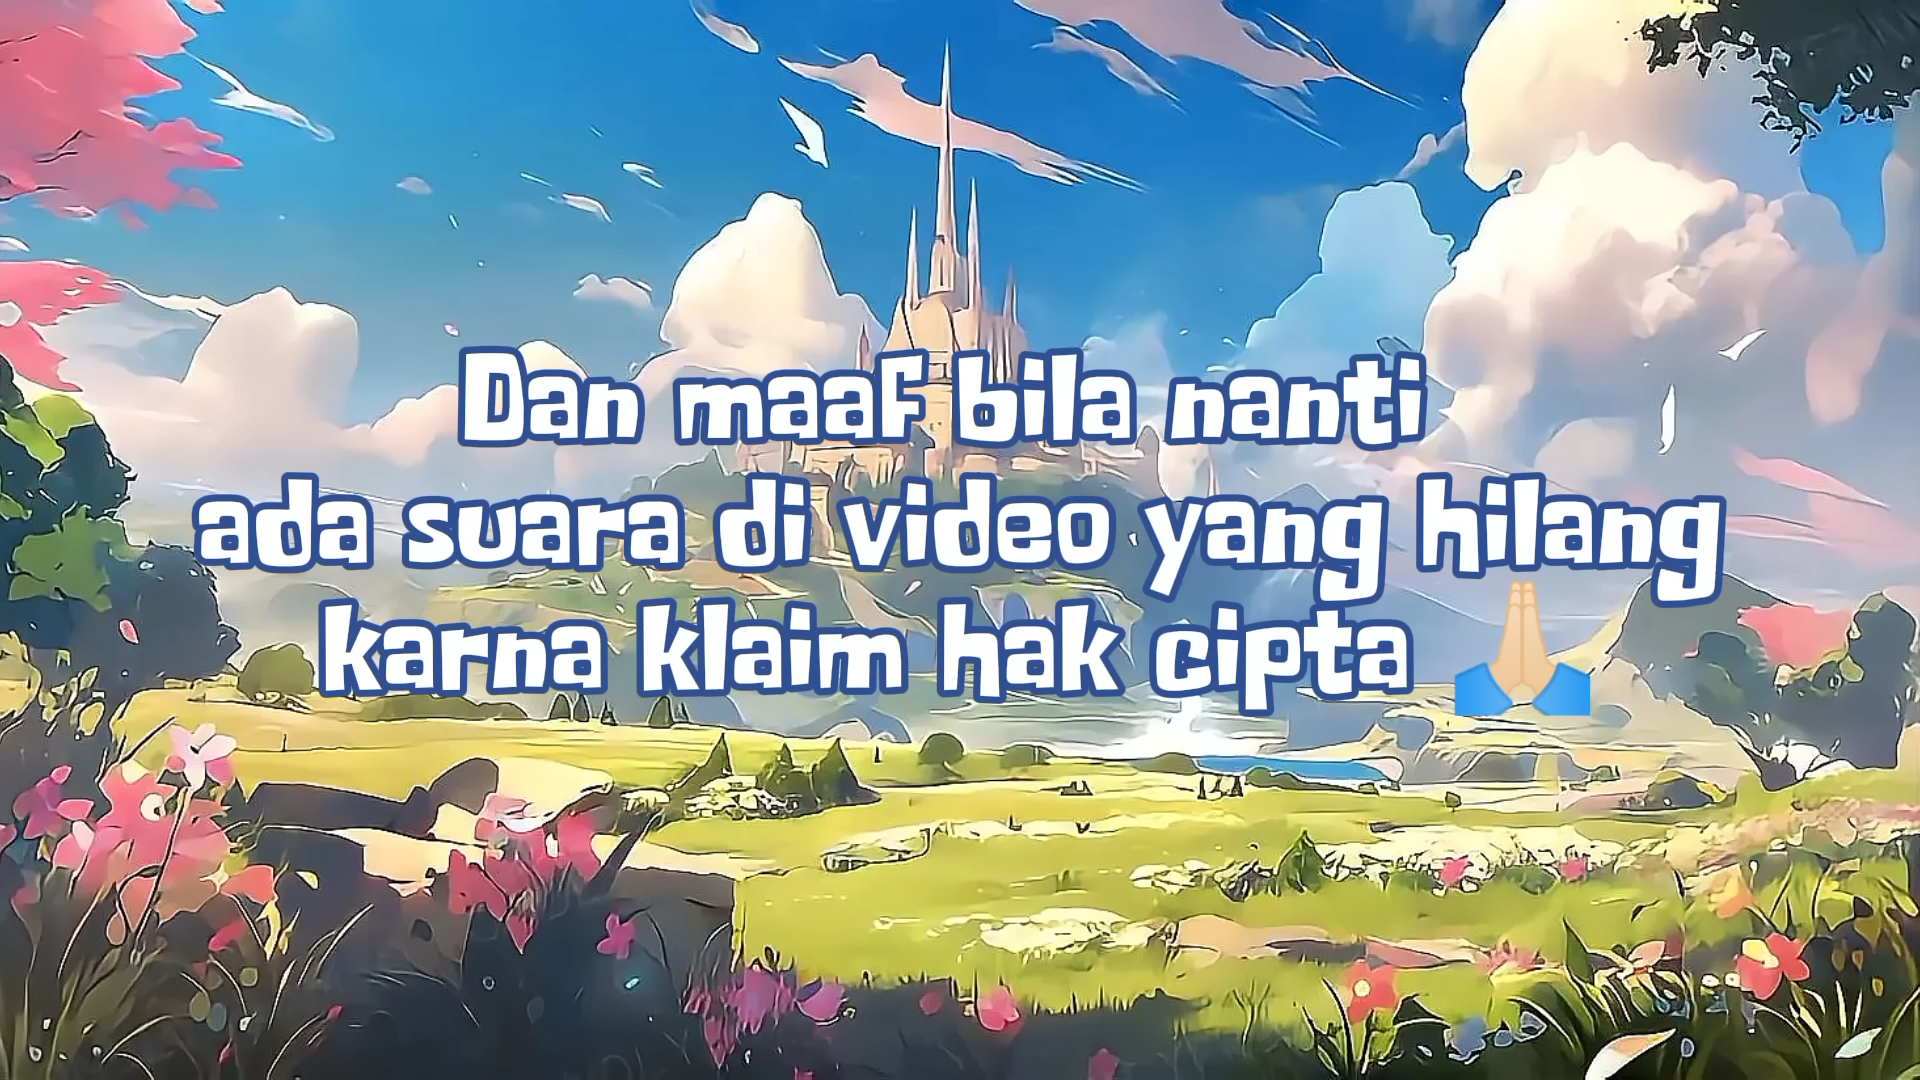 Dan maaf bila nanti
ada suara di video yang hilang
karna klaim hak cipta 🙏🏼